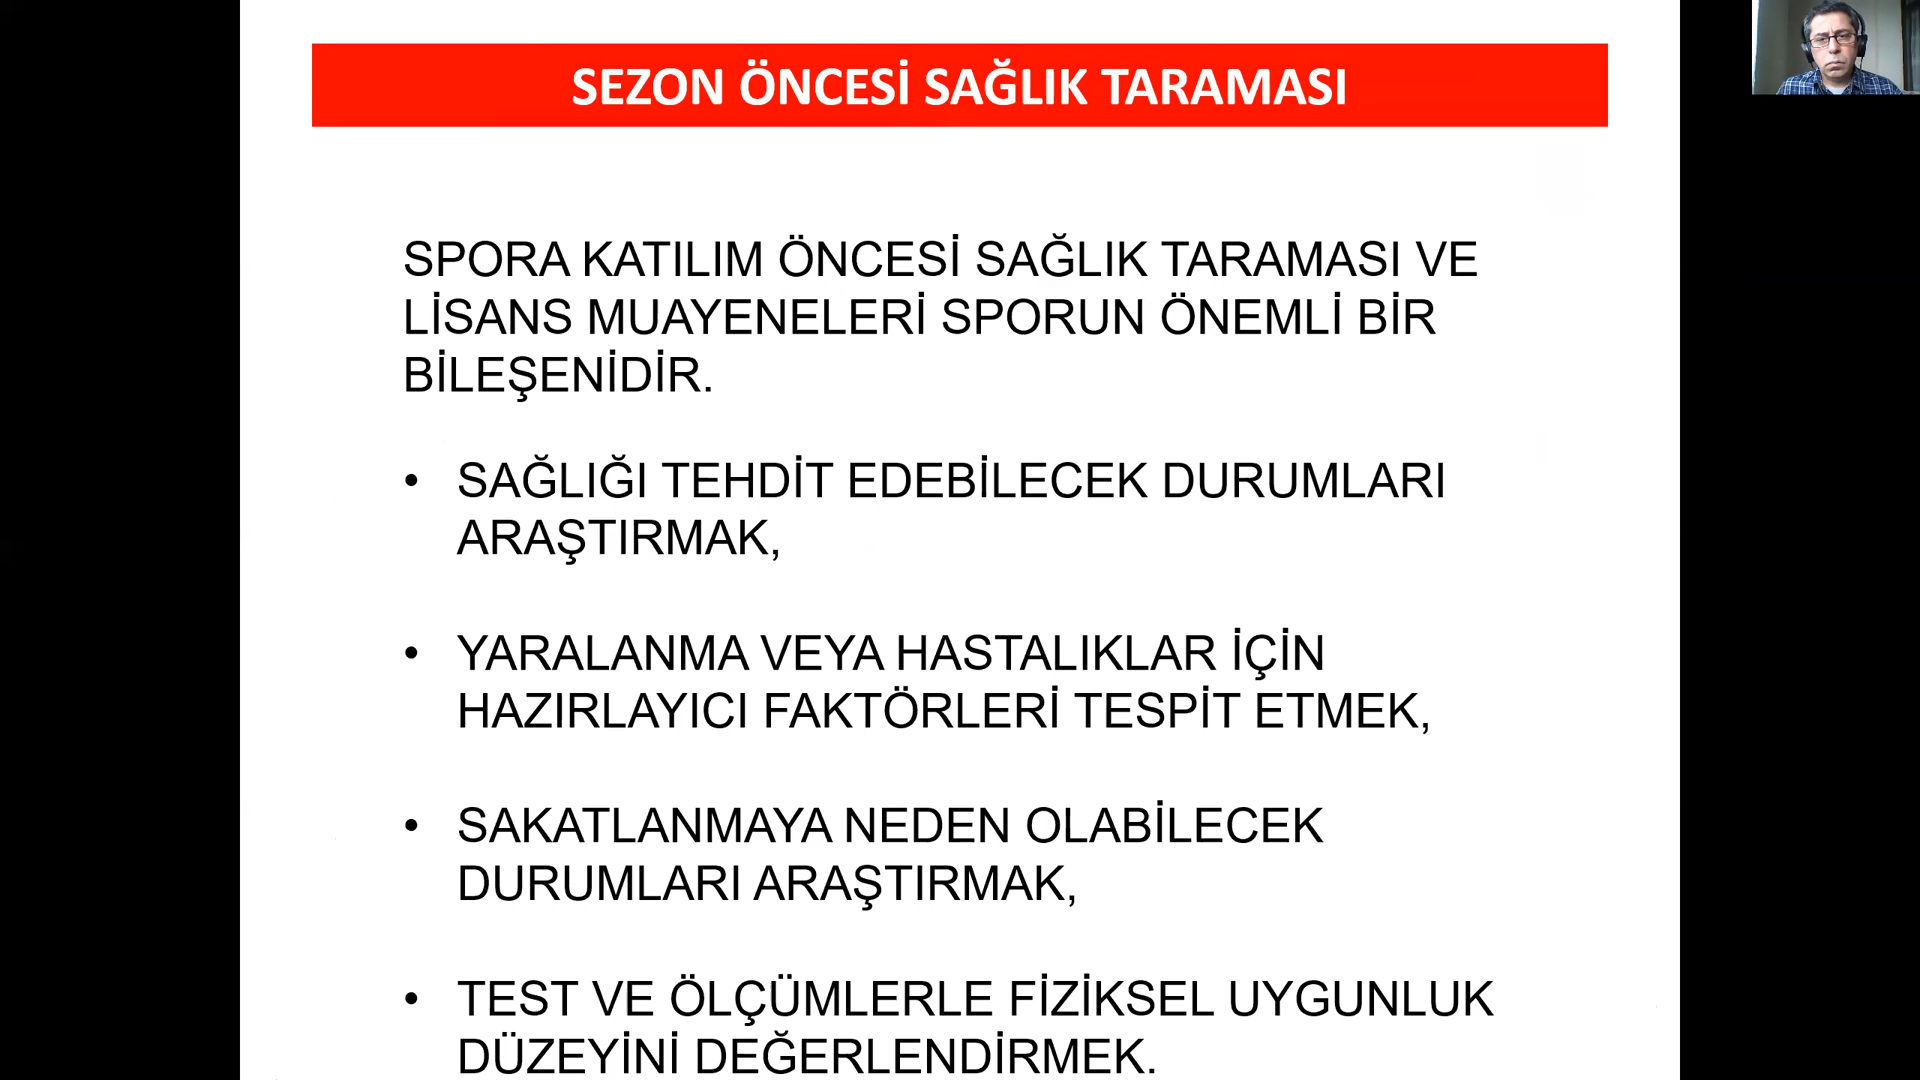 SEZON ÖNCESİ SAĞLIK TARAMASI
SPORA KATILIM ÖNCESİ SAĞLIK TARAMASI VE
LİSANS MUAYENELERİ SPORUN ÖNEMLİ BİR
BİLEŞENİDİR.
• SAĞLIĞI TEHDİT EDEBİLECEK DURUMLARI
ARAŞTIRMAK,
• YARALANMA VEYA HASTALIKLAR İÇİN
HAZIRLAYICI FAKTÖRLERİ TESPİT ETMEK,
• SAKATLANMAYA NEDEN OLABİLECEK
DURUMLARI ARAŞTIRMAK,
• TEST VE ÖLÇÜMLERLE FİZİKSEL UYGUNLUK
DÜZEYİNİ DEĞERLENDİRMEK.